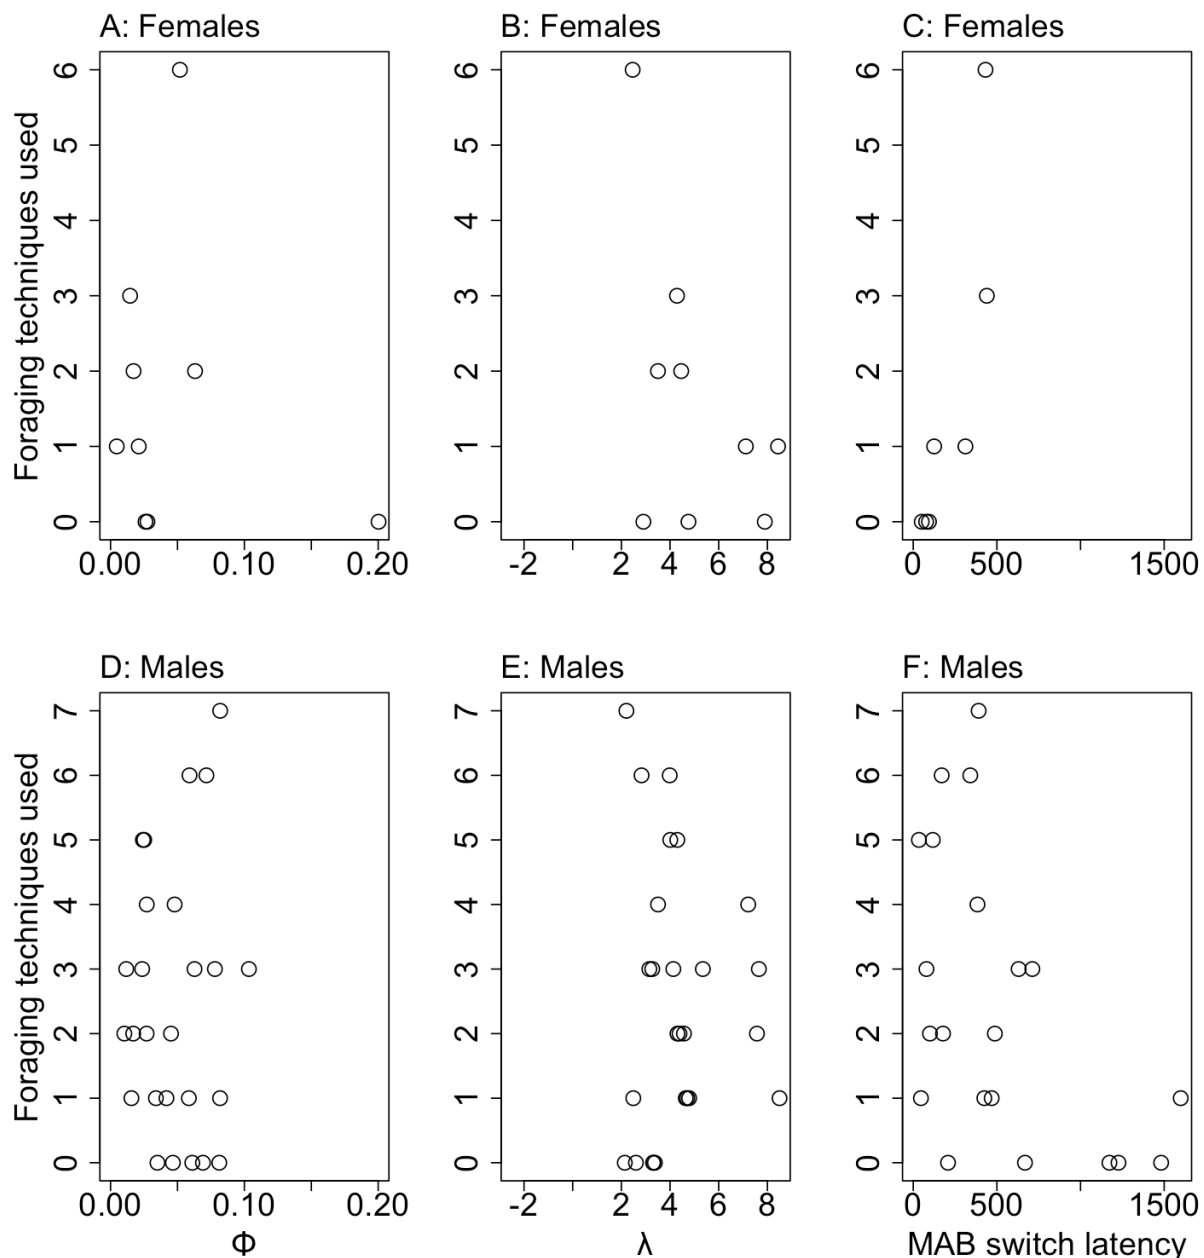 A: Females
B: Females
C: Females
Foraging techniques used
6
5
4
3
2
1
0
6
5
4
3
2
1
0
6
5
4
3
2
1
0
0.00 0.10 0.20
-2 2 4 6 8
0 500 1500
D: Males
E: Males
F: Males
Foraging techniques used
7
6
5
4
3
2
1
0
7
6
5
4
3
2
1
0
7
6
5
4
3
2
1
0
0.00 0.10 0.20
-2 2 4 6 8
0 500 1500
Φ
λ
MAB switch latency